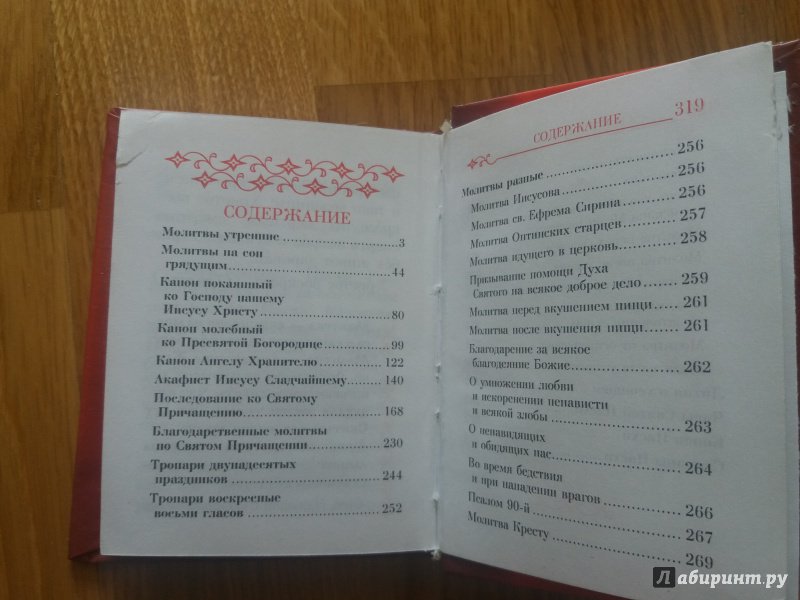 СОДЕРЖАНИЕ
Молитвы утренние ........ 3
Молитвы на сон
грядущим ........ 44
Канон покаянный
ко Господу нашему
Иисусу Христу ........ 80
Канон молебный
ко Пресвятой Богородице ........ 99
Канон Ангелу Хранителю ........ 122
Акафист Иисусу Сладчайшему ........ 140
Последование ко Святому
Причащению ........ 168
Благодарственные молитвы
по Святом Причащении ........ 230
Тропари двунадесятых
праздников ........ 244
Тропари воскресные
восьми гласов ........ 252
СОДЕРЖАНИЕ 319
Молитвы разные ........ 256
Молитва Иисусова ........ 256
Молитва св. Ефрема Сирина ........ 256
Молитва Оптинских старцев ........ 257
Молитва идущего в церковь ........ 258
Призывание помощи Духа
Святого на всякое доброе дело ........ 259
Молитва перед вкушением пищи ........ 261
Молитва после вкушения пищи ........ 261
Благодарение за всякое
благодеяние Божие ........ 262
О умножении любви
и искоренении ненависти
и всякой злобы ........ 263
О ненавидящих
и обидящих нас ........ 264
Во время бедствия
и при нападении врагов ........ 266
Псалом 90-й ........ 267
Молитва Кресту ........ 269
Лабиринт.ру